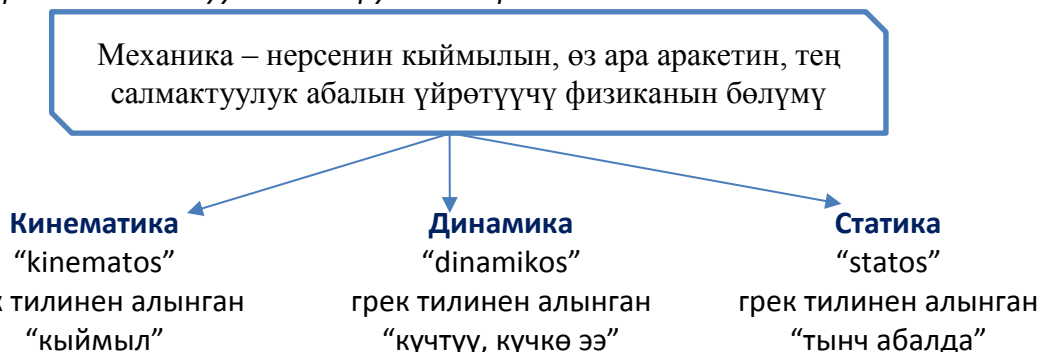 Механика – нерсенин кыймылын, өз ара аракетин, тең
салмактуулук абалын үйрөтүүчү физиканын бөлүмү
Кинематика
“kinematos”
тилинен алынган
“кыймыл”
Динамика
“dinamikos”
грек тилинен алынган
“күчтүү, күчкө ээ”
Статика
“statos”
грек тилинен алынган
“тынч абалда”